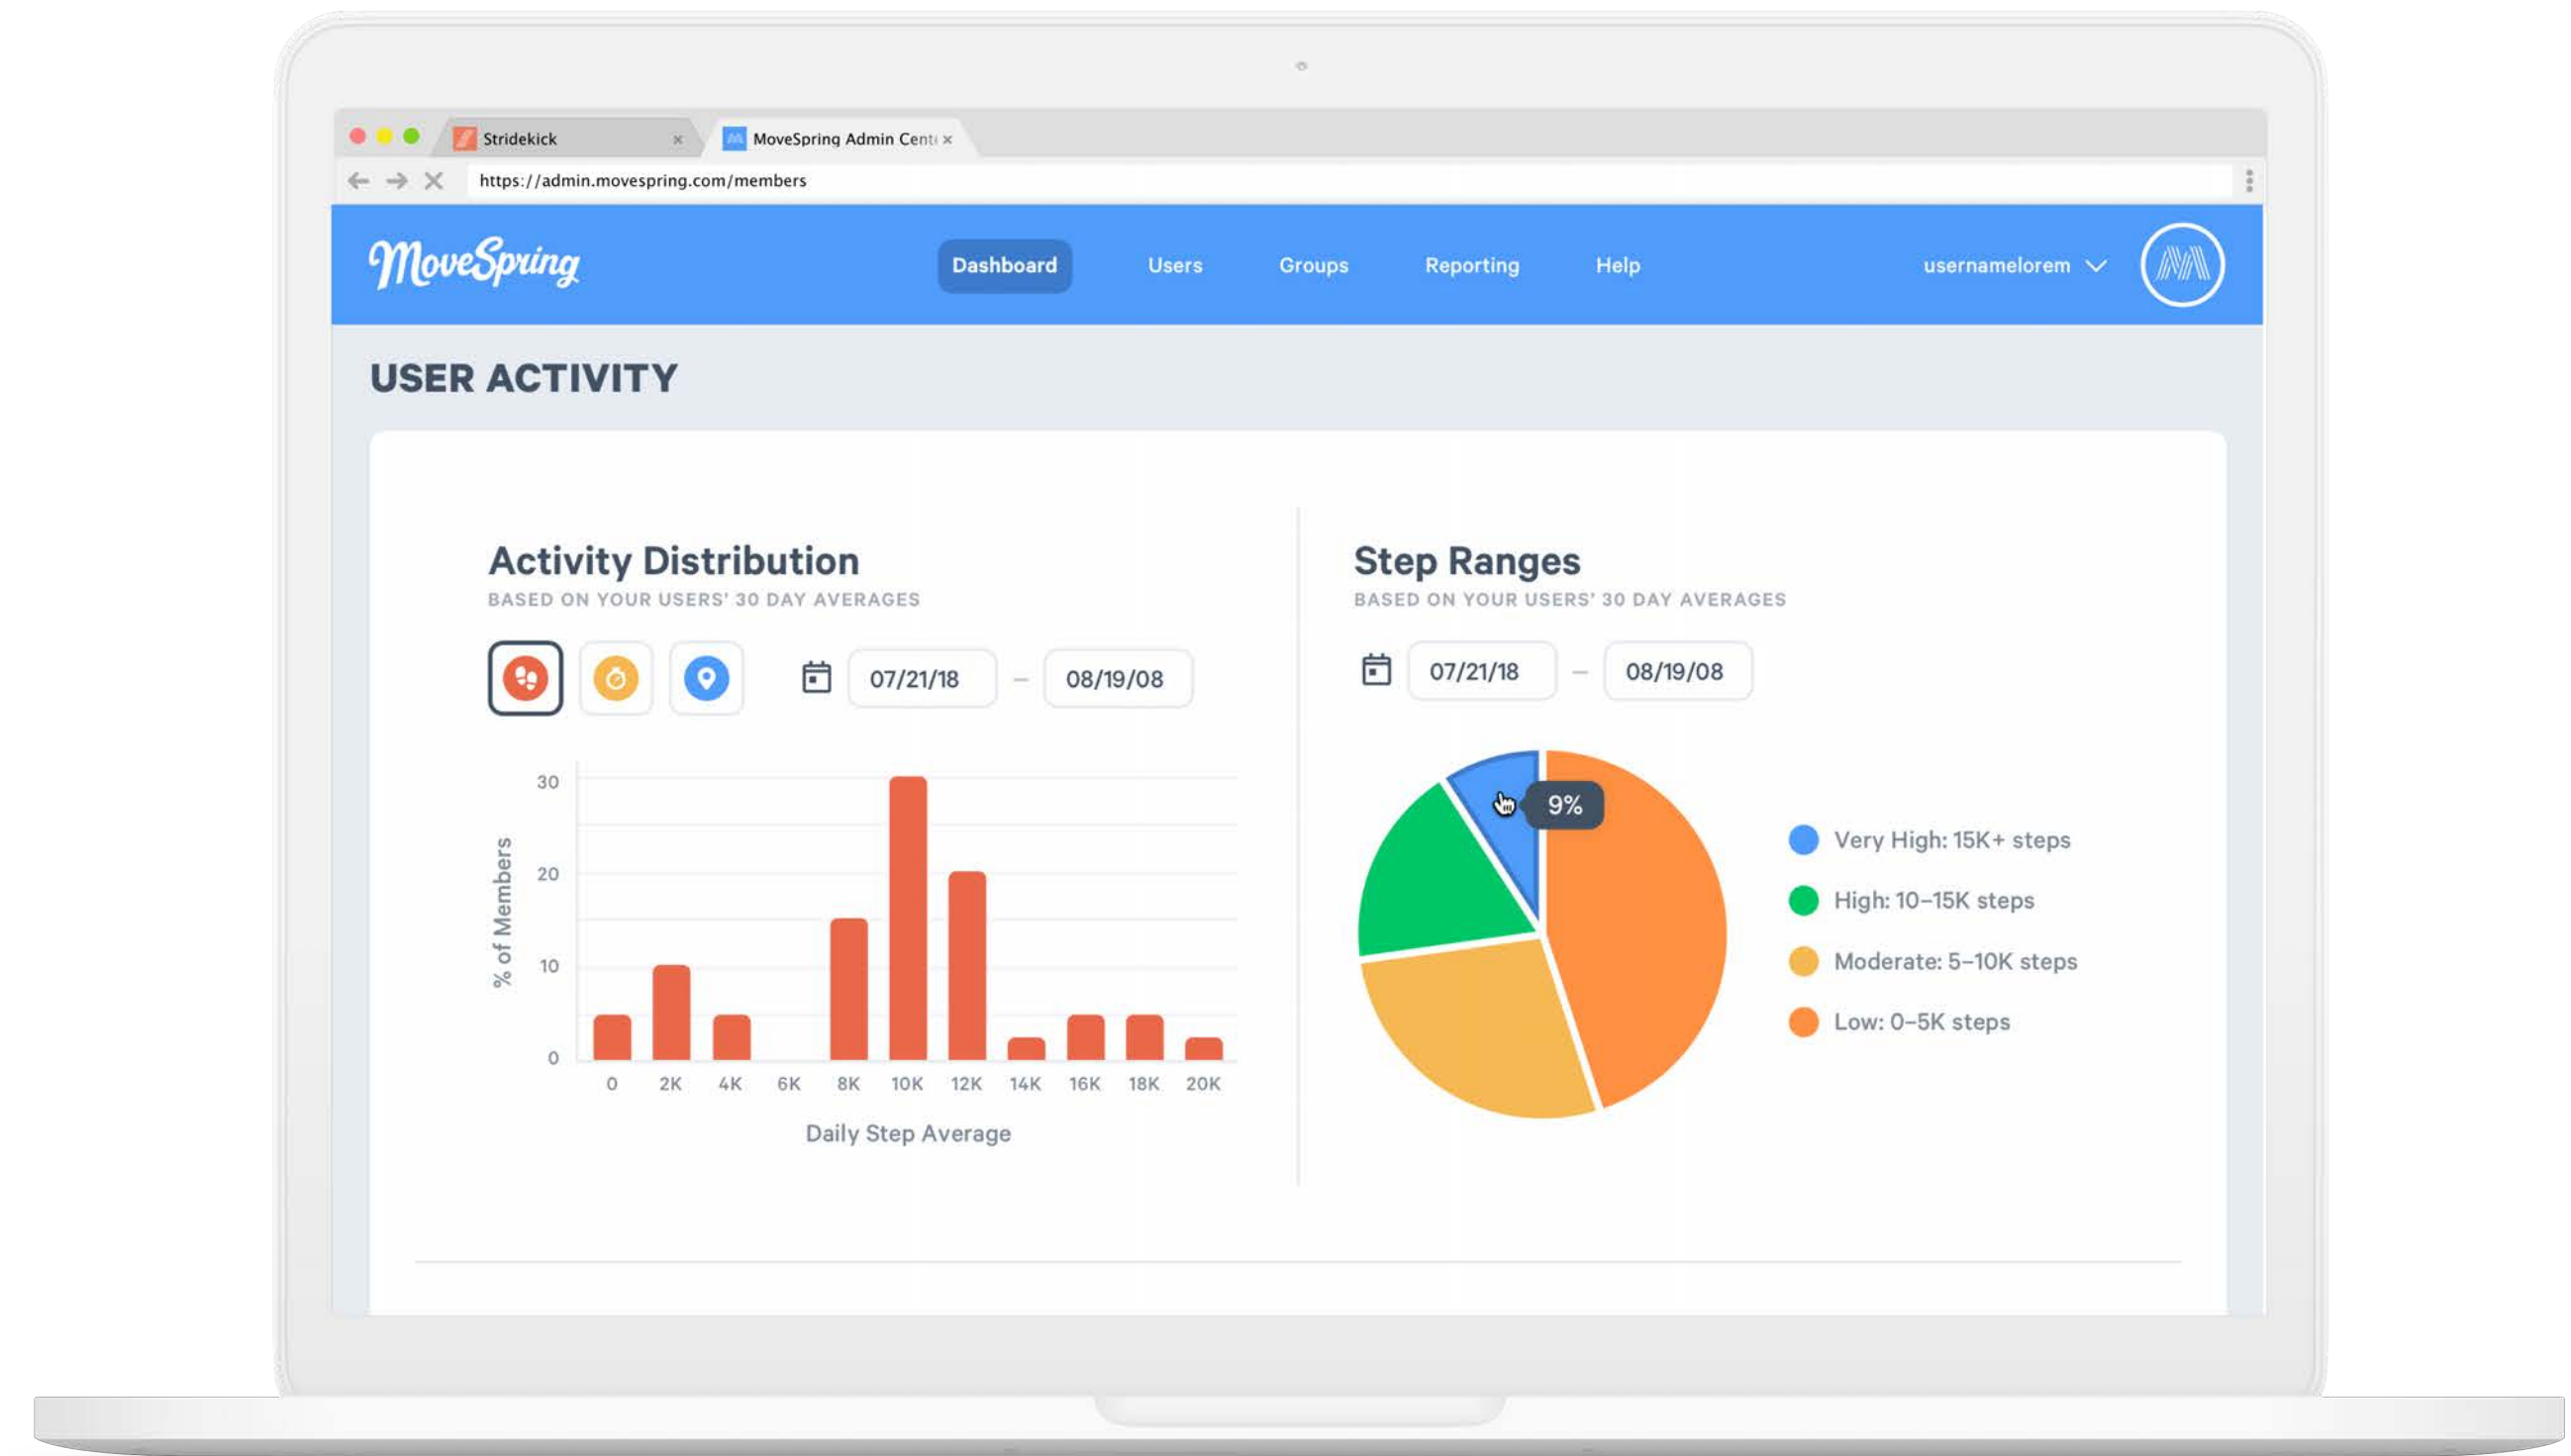 Stridekick
MoveSpring Admin Cent
https://admin.movespring.com/members
MoveSpring
Dashboard
Users
Groups
Reporting
Help
usernamelorem
USER ACTIVITY
Activity Distribution
BASED ON YOUR USERS' 30 DAY AVERAGES
07/21/18 – 08/19/08
% of Members
30
20
10
0
0 2K 4K 6K 8K 10K 12K 14K 16K 18K 20K
Daily Step Average
Step Ranges
BASED ON YOUR USERS' 30 DAY AVERAGES
07/21/18 – 08/19/08
9%
Very High: 15K+ steps
High: 10–15K steps
Moderate: 5–10K steps
Low: 0–5K steps